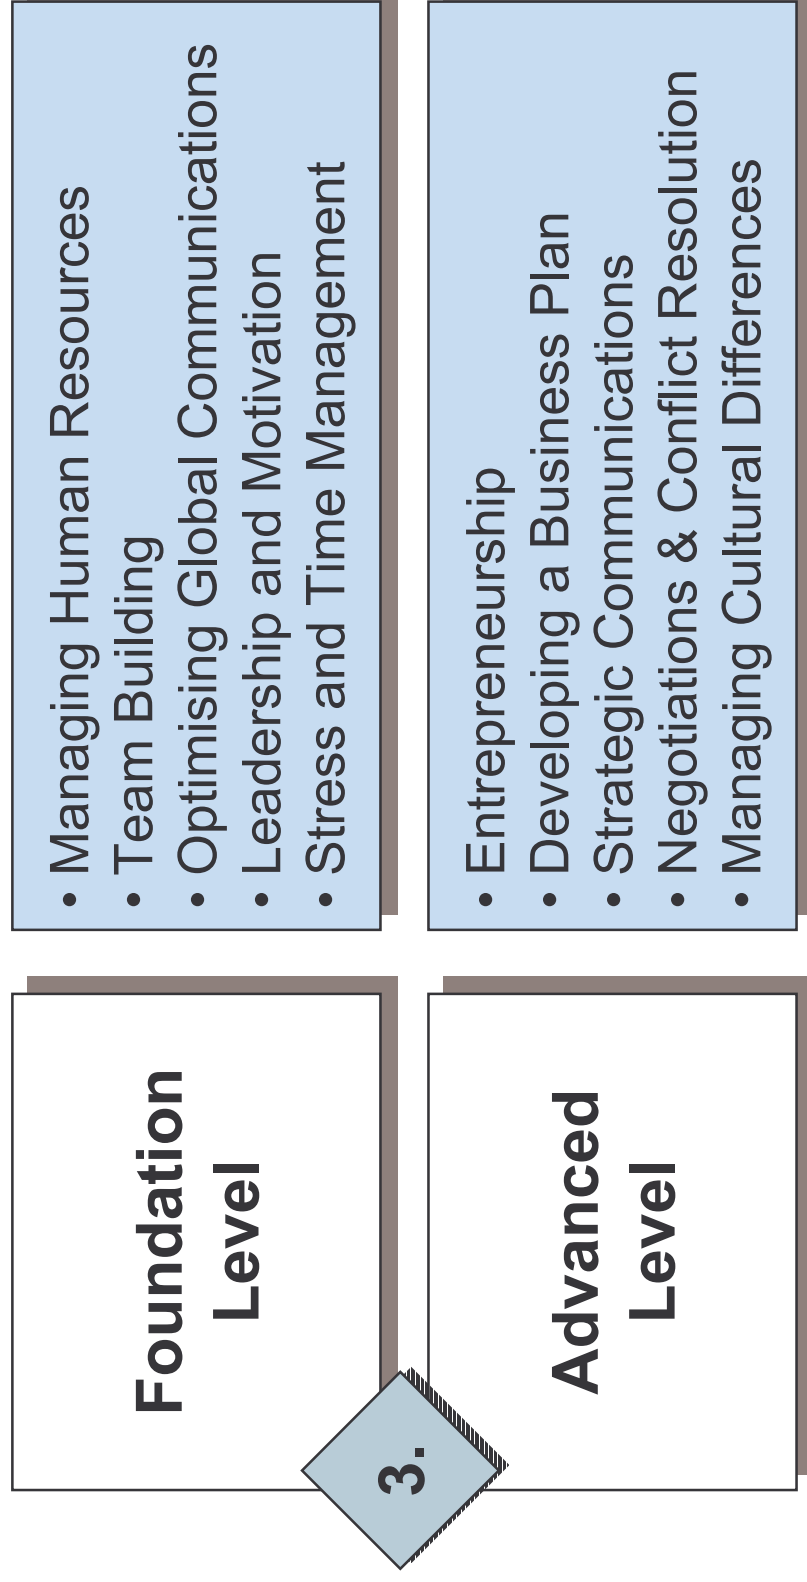 3.
Foundation
Level
• Managing Human Resources
• Team Building
• Optimising Global Communications
• Leadership and Motivation
• Stress and Time Management
Advanced
Level
• Entrepreneurship
• Developing a Business Plan
• Strategic Communications
• Negotiations & Conflict Resolution
• Managing Cultural Differences